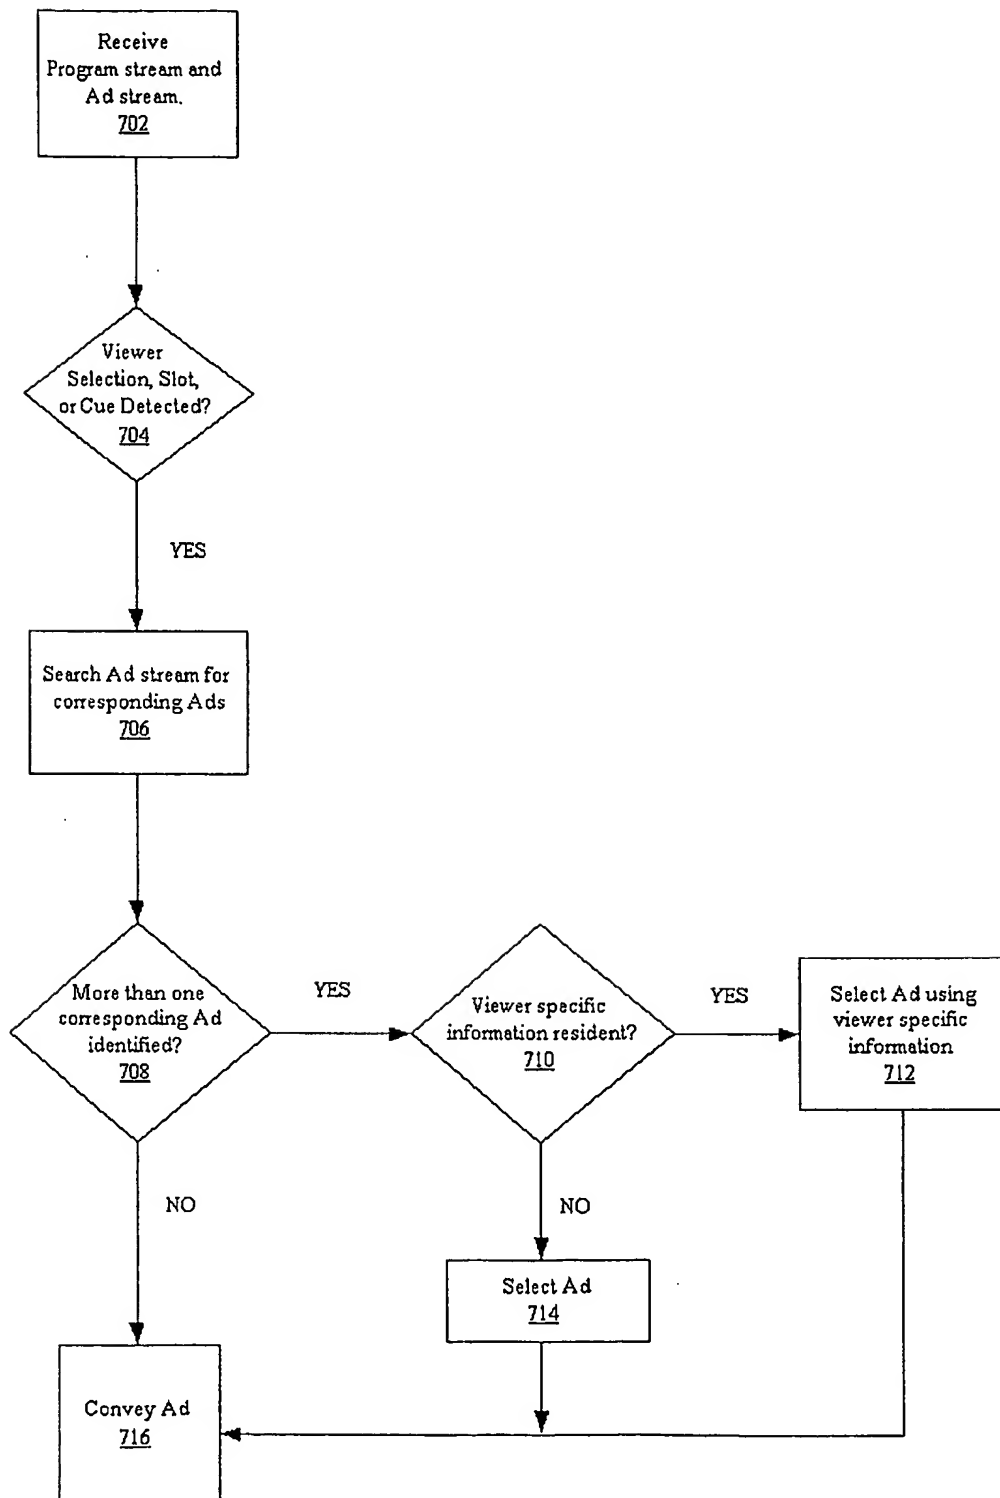 Receive
Program stream and
Ad stream.
702
Viewer
Selection, Slot,
or Cue Detected?
704
YES
Search Ad stream for
corresponding Ads
706
More than one
corresponding Ad
identified?
708
YES
Viewer specific
information resident?
710
YES
Select Ad using
viewer specific
information
712
NO
NO
Select Ad
714
Convey Ad
716